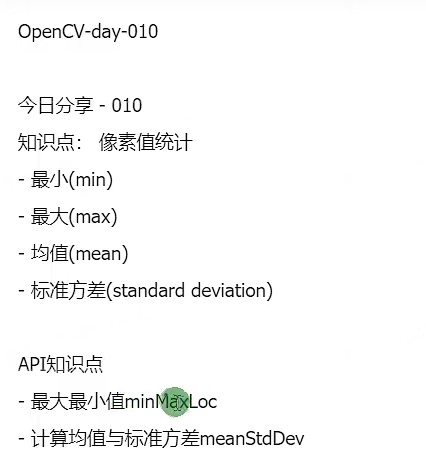 OpenCV-day-010
今日分享 - 010
知识点： 像素值统计
- 最小(min)
- 最大(max)
- 均值(mean)
- 标准方差(standard deviation)
API知识点
- 最大最小值minMaxLoc
- 计算均值与标准方差meanStdDev